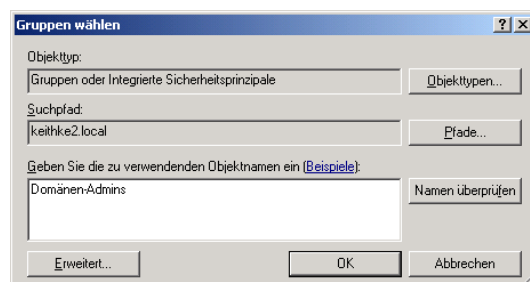 Gruppen wählen
Objekttyp:
Gruppen oder Integrierte Sicherheitsprinzipale
Objekttypen...
Suchpfad:
keithke2.local
Pfade...
Geben Sie die zu verwendenden Objektnamen ein (Beispiele):
Domänen-Admins
Namen überprüfen
Erweitert...
OK
Abbrechen